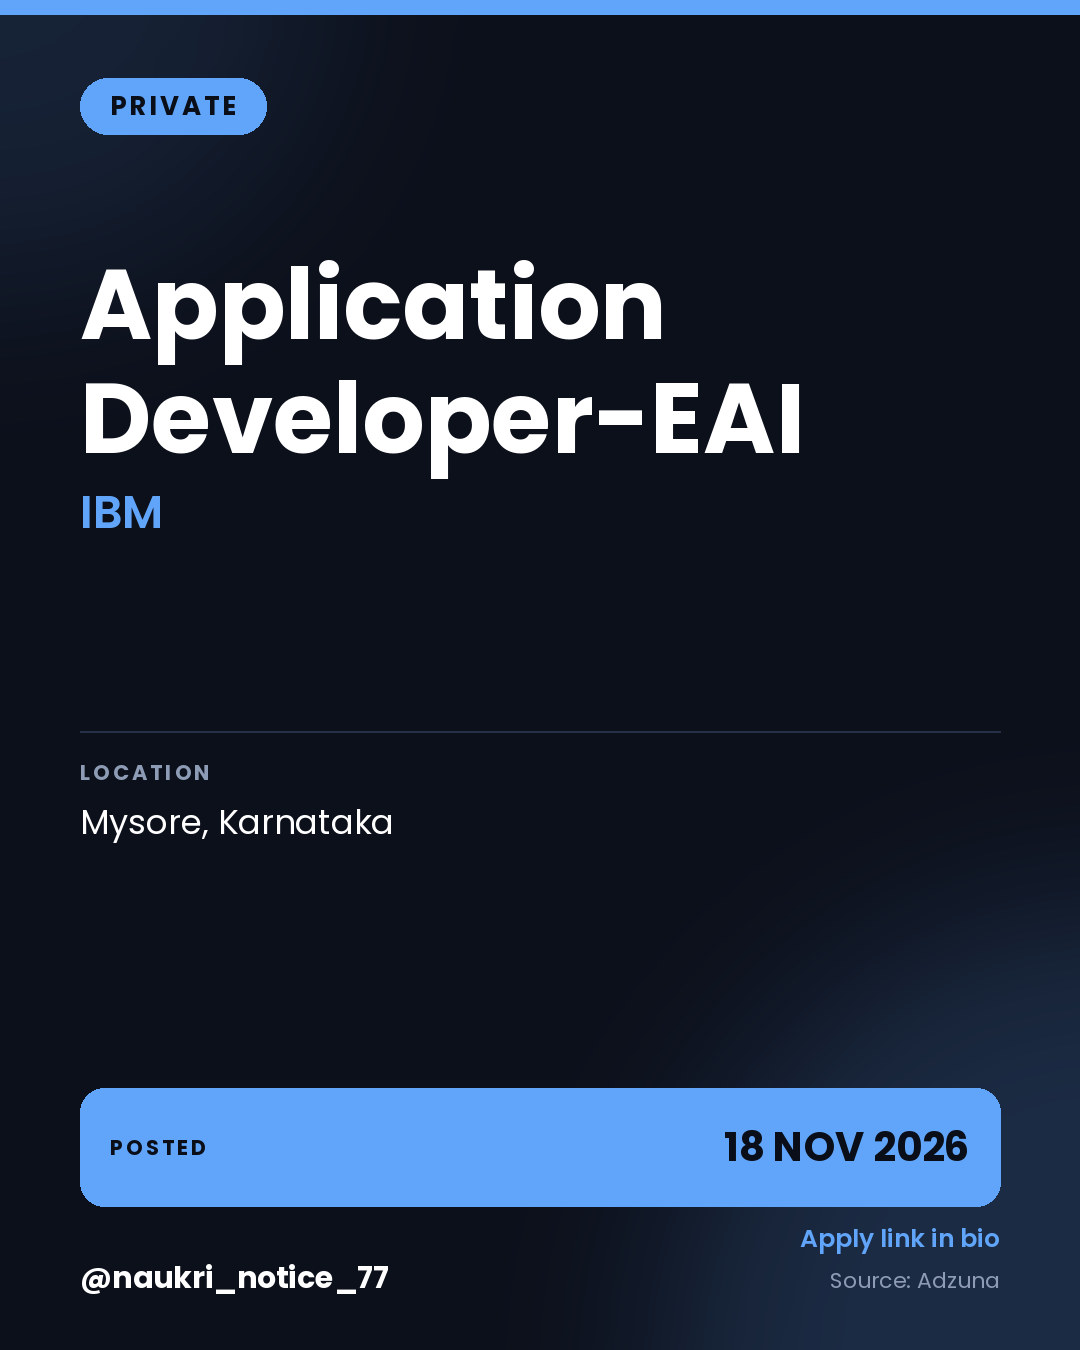 PRIVATE
Application
Developer-EAI
IBM
LOCATION
Mysore, Karnataka
POSTED
18 NOV 2026
Apply link in bio
@naukri_notice_77
Source: Adzuna